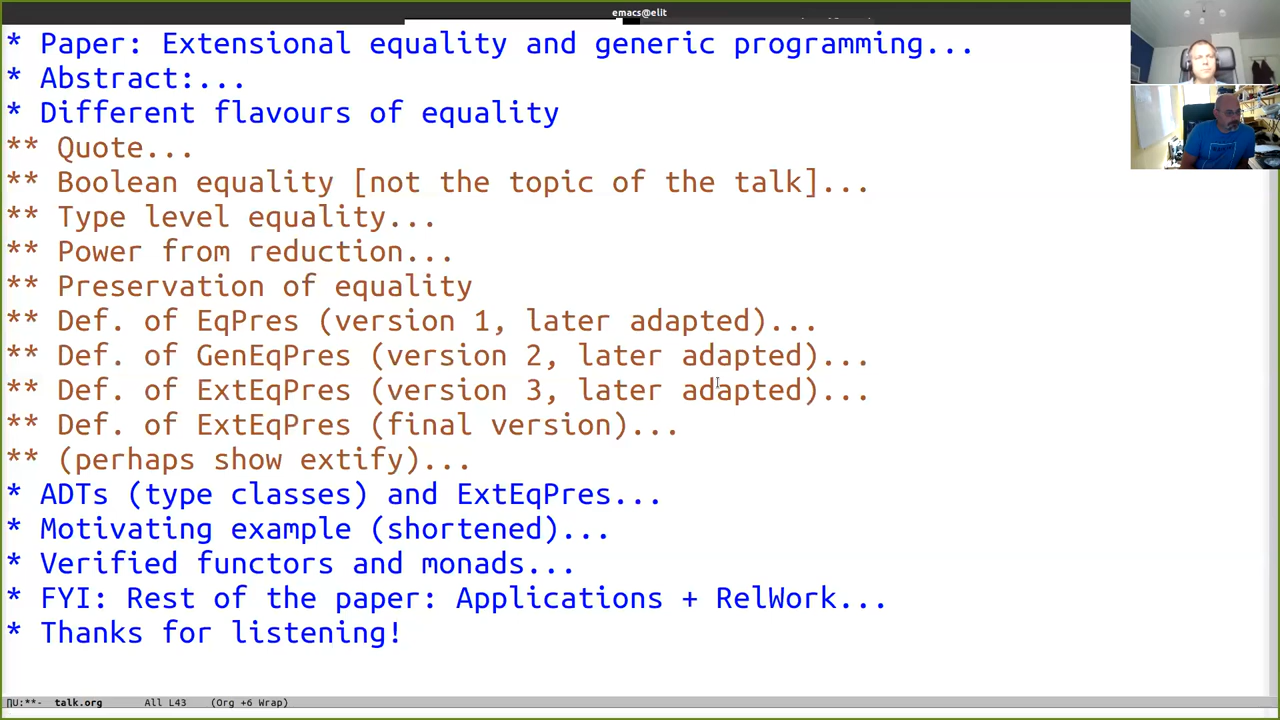 emacs@elit
* Paper: Extensional equality and generic programming...
* Abstract:...
* Different flavours of equality
** Quote...
** Boolean equality [not the topic of the talk]...
** Type level equality...
** Power from reduction...
** Preservation of equality
** Def. of EqPres (version 1, later adapted)...
** Def. of GenEqPres (version 2, later adapted)...
** Def. of ExtEqPres (version 3, later adapted)...
** Def. of ExtEqPres (final version)...
** (perhaps show extify)...
* ADTs (type classes) and ExtEqPres...
* Motivating example (shortened)...
* Verified functors and monads...
* FYI: Rest of the paper: Applications + RelWork...
* Thanks for listening!
U:**- talk.org All L43 (Org +6 Wrap)